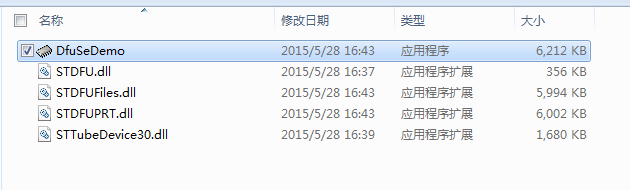 名称 修改日期 类型 大小
DfuSeDemo 2015/5/28 16:43 应用程序 6,212 KB
STDFU.dll 2015/5/28 16:37 应用程序扩展 356 KB
STDFUFiles.dll 2015/5/28 16:43 应用程序扩展 5,994 KB
STDFUPRT.dll 2015/5/28 16:43 应用程序扩展 6,002 KB
STTubeDevice30.dll 2015/5/28 16:39 应用程序扩展 1,680 KB